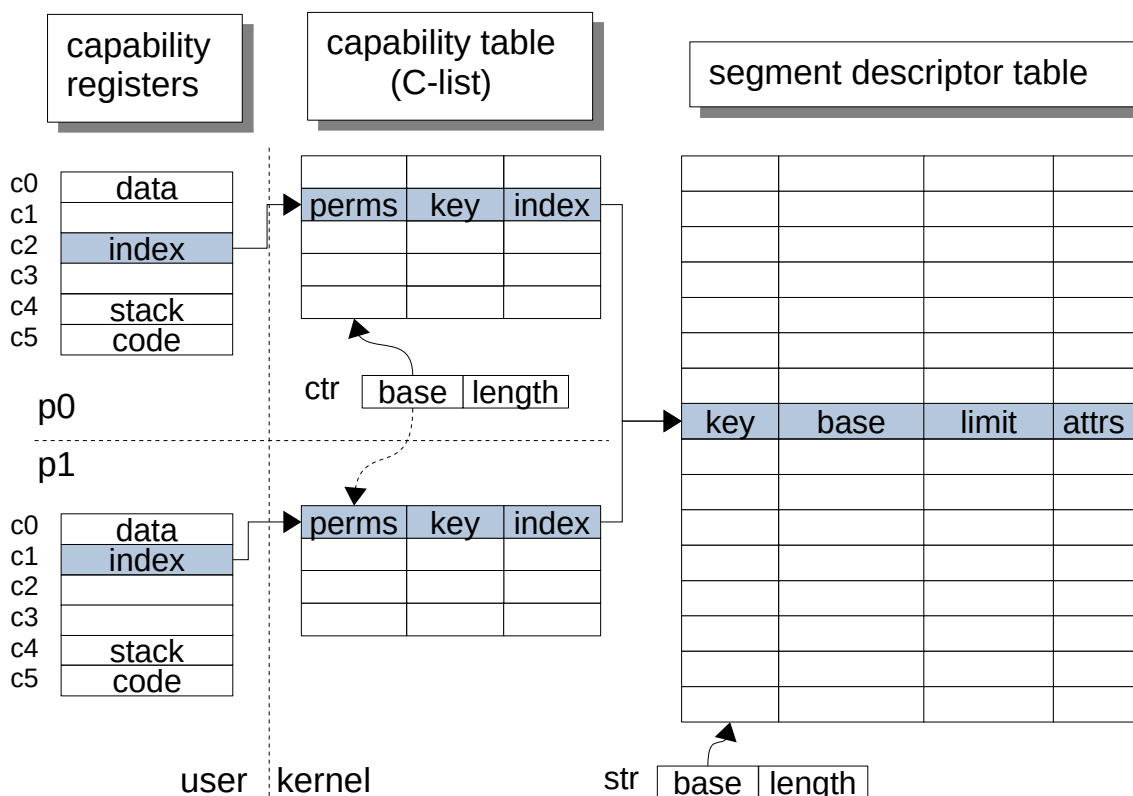 capability
registers
capability table
(C-list)
segment descriptor table
c0 data
c1
c2 index
c3
c4 stack
c5 code
perms key index
ctr base length
p0
key base limit attrs
p1
c0 data
c1 index
c2
c3
c4 stack
c5 code
perms key index
user kernel
str base length